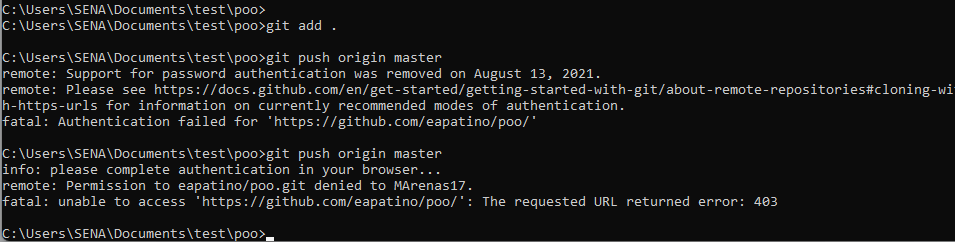 C:\Users\SENA\Documents\test\poo>
C:\Users\SENA\Documents\test\poo>git add .
C:\Users\SENA\Documents\test\poo>git push origin master
remote: Support for password authentication was removed on August 13, 2021.
remote: Please see https://docs.github.com/en/get-started/getting-started-with-git/about-remote-repositories#cloning-wit
h-https-urls for information on currently recommended modes of authentication.
fatal: Authentication failed for 'https://github.com/eapatino/poo/'
C:\Users\SENA\Documents\test\poo>git push origin master
info: please complete authentication in your browser...
remote: Permission to eapatino/poo.git denied to MArenas17.
fatal: unable to access 'https://github.com/eapatino/poo/': The requested URL returned error: 403
C:\Users\SENA\Documents\test\poo>